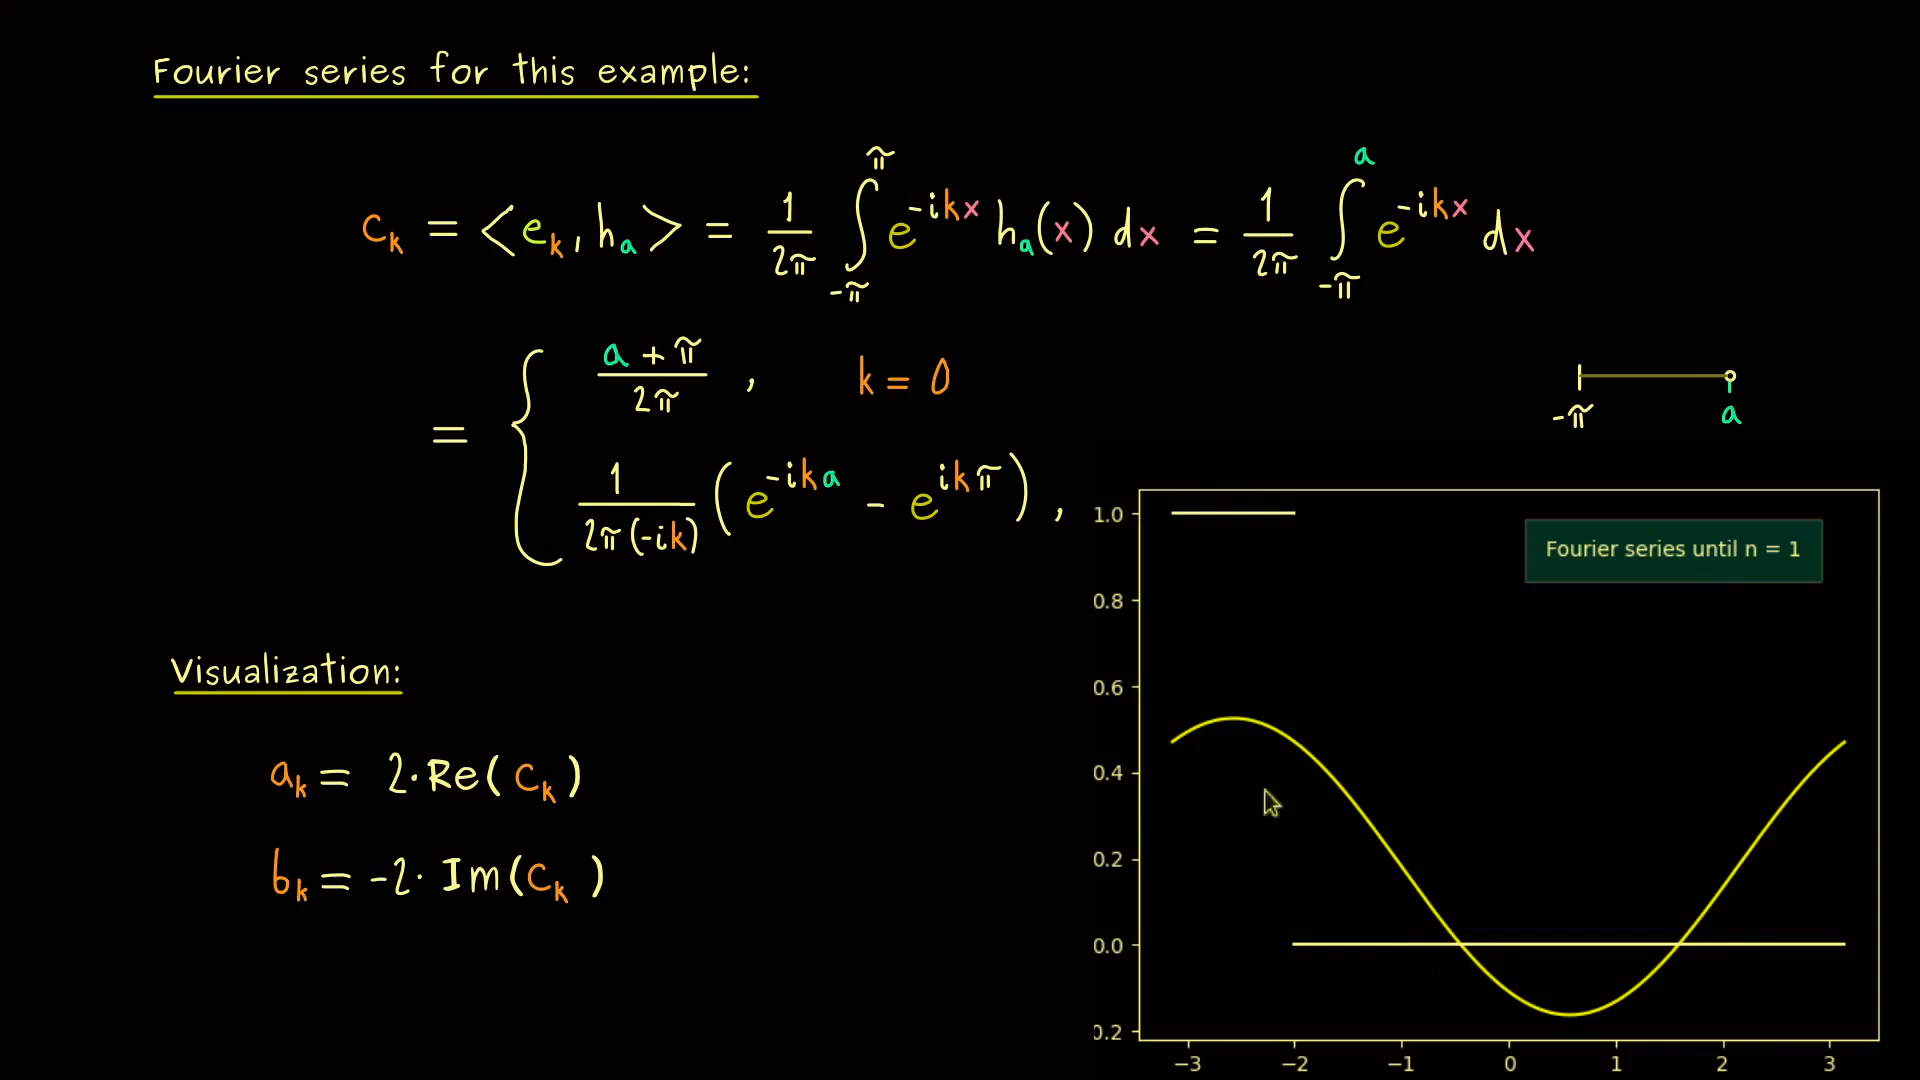 Fourier series for this example:
c_k = <e_k, h_a> = 1/2π ∫_{-π}^{π} e^{-ikx} h_a(x) dx = 1/2π ∫_{-π}^{a} e^{-ikx} dx
= { (a + π)/2π , k = 0
1/(2π(-ik)) (e^{-ika} - e^{ikπ}) ,
-π a
Visualization:
a_k = 2·Re(c_k)
b_k = -2·Im(c_k)
Fourier series until n = 1
1.0
0.8
0.6
0.4
0.2
0.0
0.2
−3 −2 −1 0 1 2 3